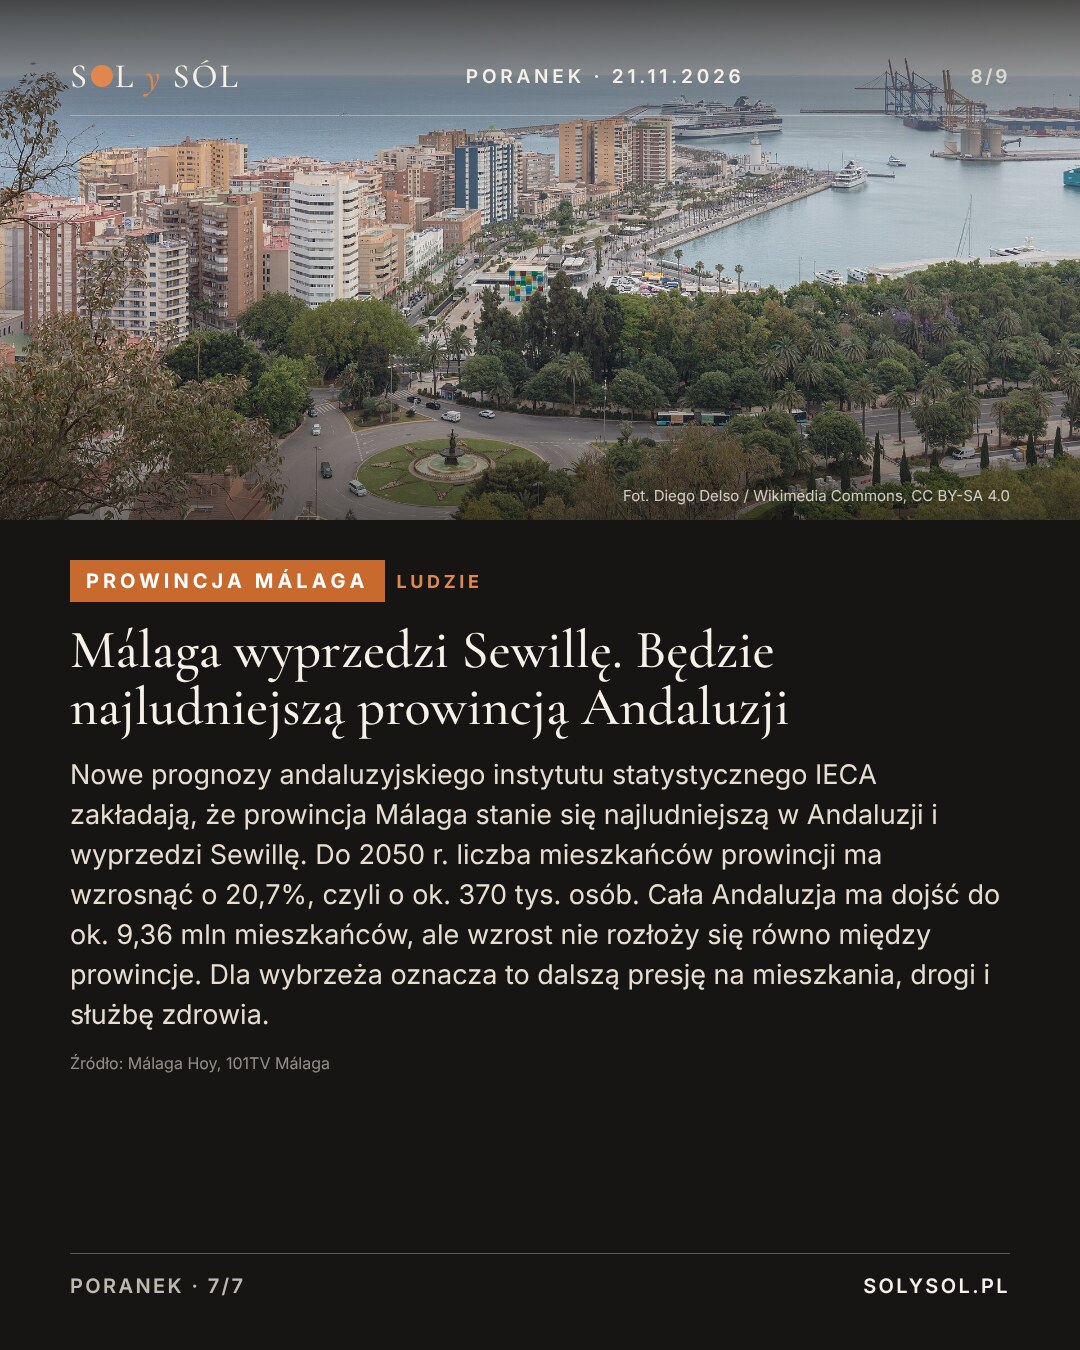 SOL y SÓL
PORANEK · 21.11.2026
8/9
Fot. Diego Delso / Wikimedia Commons, CC BY-SA 4.0
PROWINCJA MÁLAGA LUDZIE
Málaga wyprzedzi Sewillę. Będzie
najludniejszą prowincją Andaluzji
Nowe prognozy andaluzyjskiego instytutu statystycznego IECA
zakładają, że prowincja Málaga stanie się najludniejszą w Andaluzji i
wyprzedzi Sewillę. Do 2050 r. liczba mieszkańców prowincji ma
wzrosnąć o 20,7%, czyli o ok. 370 tys. osób. Cała Andaluzja ma dojść do
ok. 9,36 mln mieszkańców, ale wzrost nie rozłoży się równo między
prowincje. Dla wybrzeża oznacza to dalszą presję na mieszkania, drogi i
służbę zdrowia.
Źródło: Málaga Hoy, 101TV Málaga
PORANEK · 7/7
SOLYSOL.PL